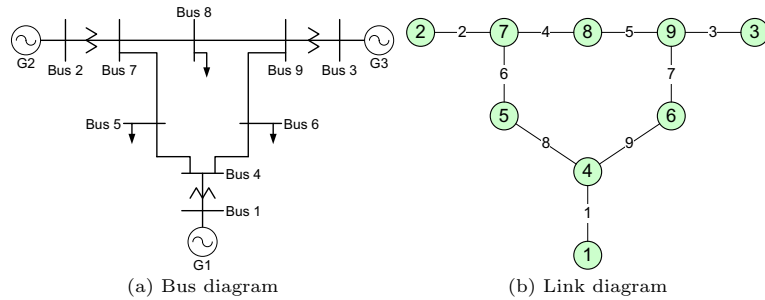 Bus 8
G2
Bus 2
Bus 7
Bus 9
Bus 3
G3
Bus 5
Bus 6
Bus 4
Bus 1
G1
(a) Bus diagram
2
2
7
4
8
5
9
3
3
6
7
5
6
8
9
4
1
1
(b) Link diagram